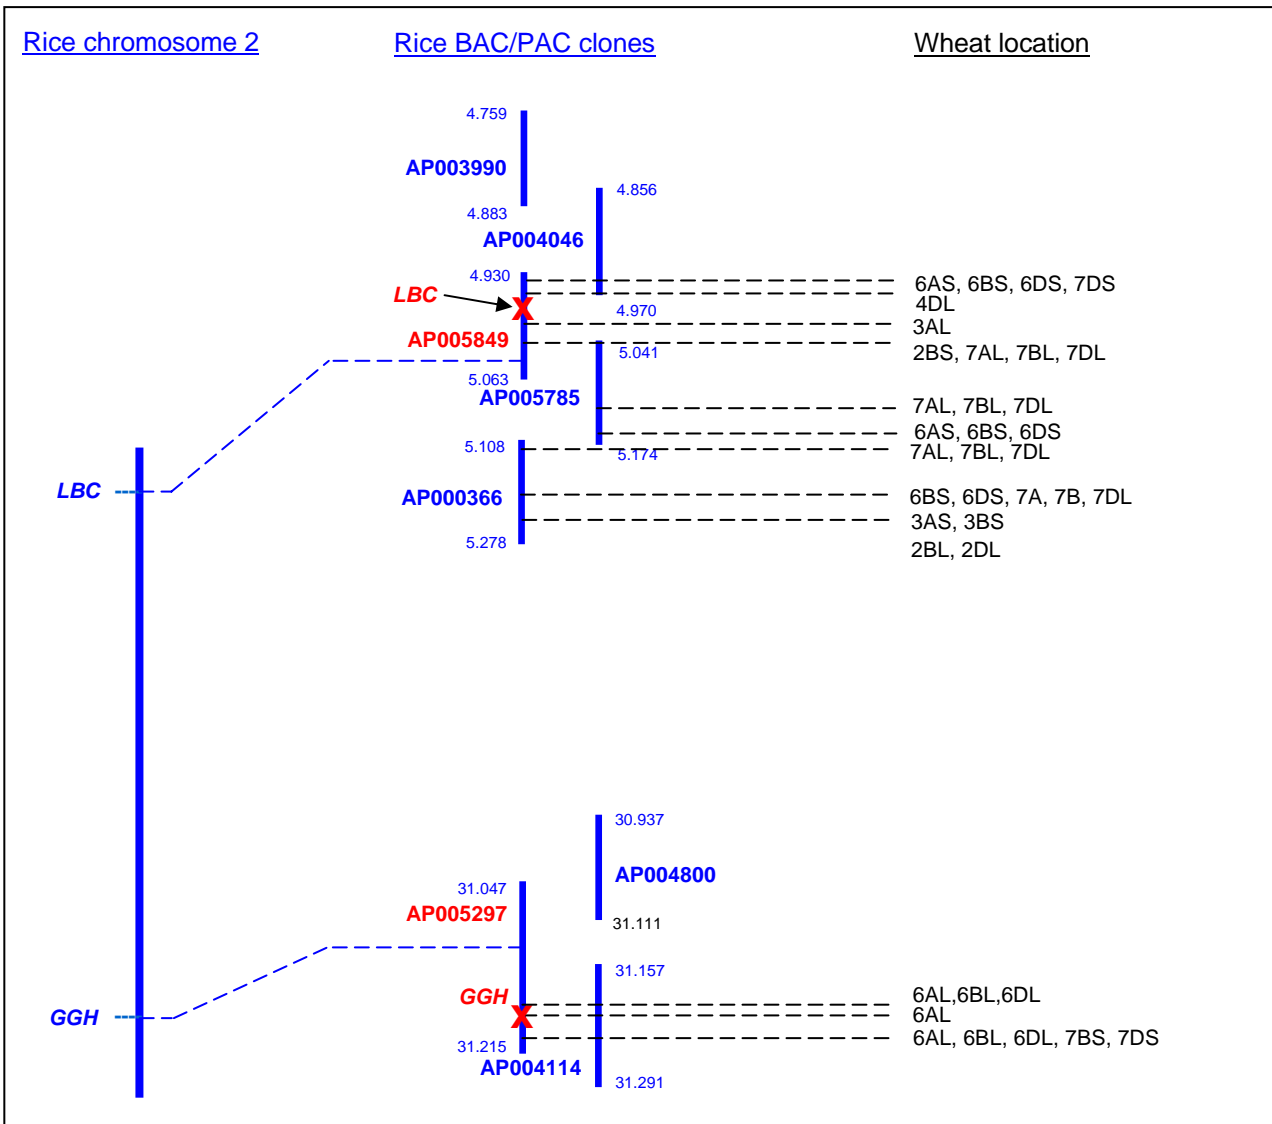 Rice chromosome 2
Rice BAC/PAC clones
Wheat location
4.759
AP003990
4.883
4.856
AP004046
4.930
4.970
LBC
X
AP005849
5.063
5.041
AP005785
5.174
5.108
AP000366
5.278
6AS, 6BS, 6DS, 7DS
4DL
3AL
2BS, 7AL, 7BL, 7DL
7AL, 7BL, 7DL
6AS, 6BS, 6DS
7AL, 7BL, 7DL
6BS, 6DS, 7A, 7B, 7DL
3AS, 3BS
2BL, 2DL
LBC
GGH
30.937
AP004800
31.111
31.047
AP005297
31.157
GGH
X
31.215
AP004114
31.291
6AL,6BL,6DL
6AL
6AL, 6BL, 6DL, 7BS, 7DS